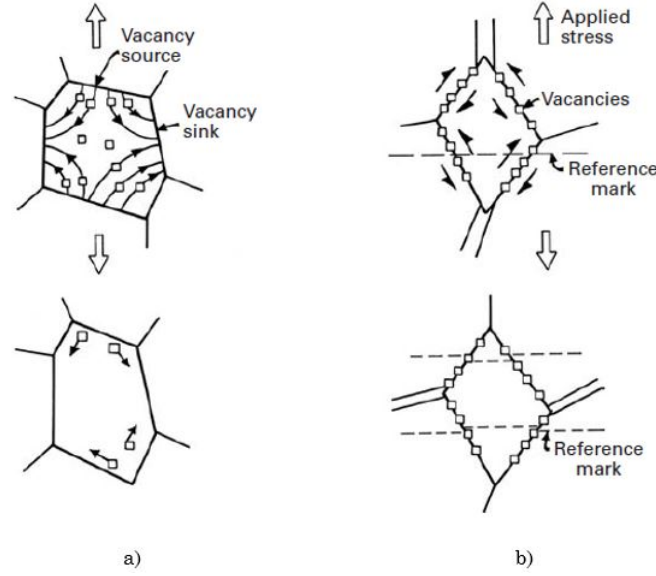 Vacancy
source
Vacancy
sink
a)
Applied
stress
Vacancies
Reference
mark
Reference
mark
b)